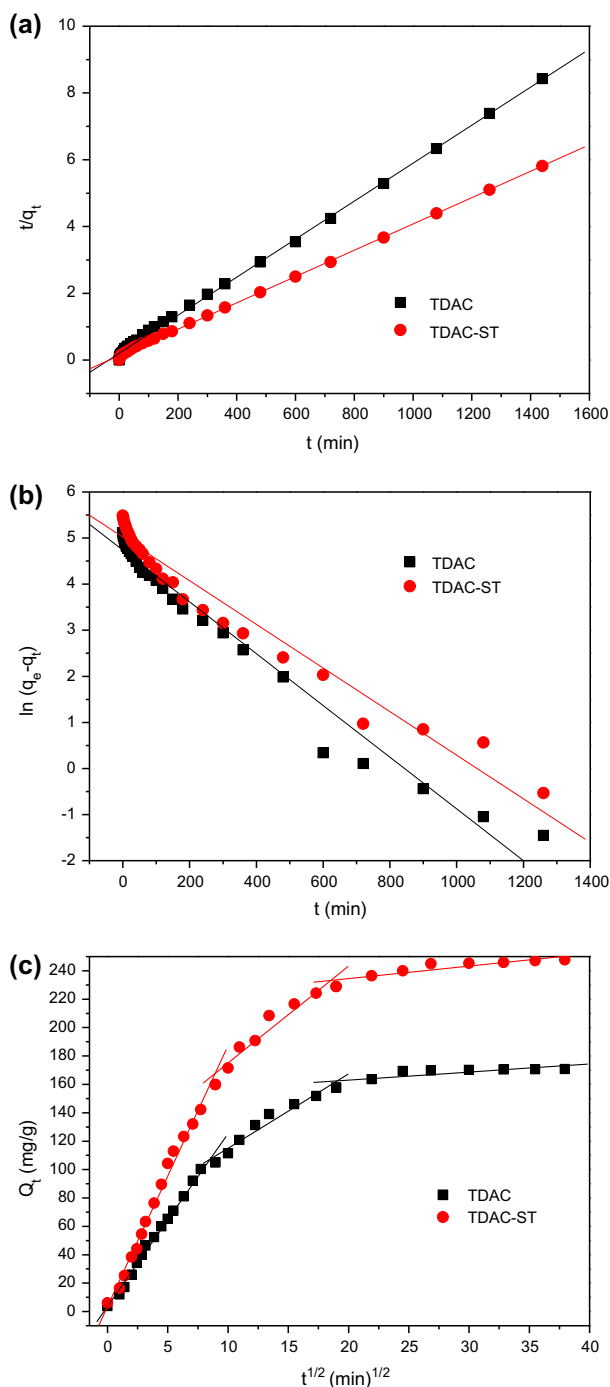 (a)
10
8
6
4
2
0
t/q_t
TDAC
TDAC-ST
0 200 400 600 800 1000 1200 1400 1600
t (min)
(b)
6
5
4
3
2
1
0
-1
-2
ln (q_e-q_t)
TDAC
TDAC-ST
0 200 400 600 800 1000 1200 1400
t (min)
(c)
240
220
200
180
160
140
120
100
80
60
40
20
0
Q_t (mg/g)
TDAC
TDAC-ST
0 5 10 15 20 25 30 35 40
t^{1/2} (min)^{1/2}